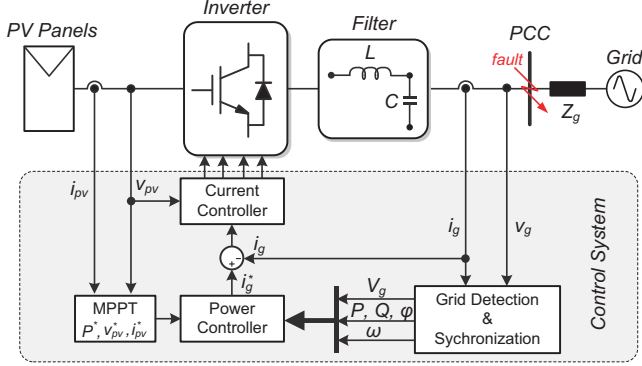 PV Panels
Inverter
Filter
PCC
Grid
fault
L
C
Z_g
i_pv
v_pv
Current
Controller
i_g
v_g
i_g
+ -
i_g^*
MPPT
P^*, v_pv^*, i_pv^*
Power
Controller
V_g
P, Q, φ
ω
Grid Detection
&
Sychronization
Control System